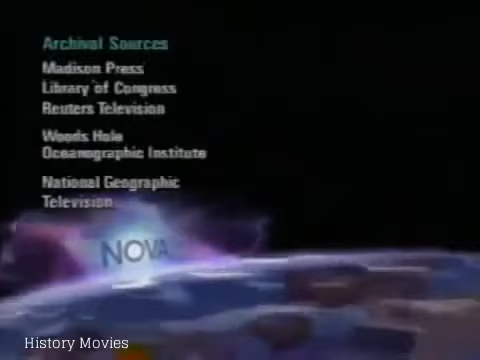 Archival Sources
Madison Press
Library of Congress
Reuters Television
Woods Hole
Oceanographic Institute
National Geographic
Television
NOVA
History Movies